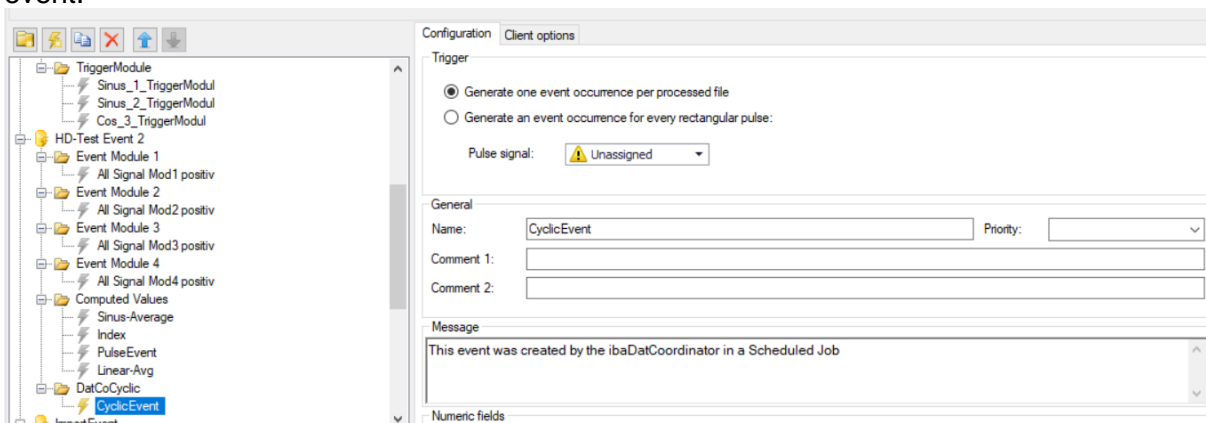 event.
Configuration
Client options
Trigger
TriggerModule
Sinus_1_TriggerModul
Sinus_2_TriggerModul
Cos_3_TriggerModul
HD-Test Event 2
Event Module 1
All Signal Mod1 positiv
Event Module 2
All Signal Mod2 positiv
Event Module 3
All Signal Mod3 positiv
Event Module 4
All Signal Mod4 positiv
Computed Values
Sinus-Average
Index
PulseEvent
Linear-Avg
DatCoCyclic
CyclicEvent
ImportEvent
Generate one event occurrence per processed file
Generate an event occurrence for every rectangular pulse:
Pulse signal: Unassigned
General
Name: CyclicEvent Priority:
Comment 1:
Comment 2:
Message
This event was created by the ibaDatCoordinator in a Scheduled Job
Numeric fields